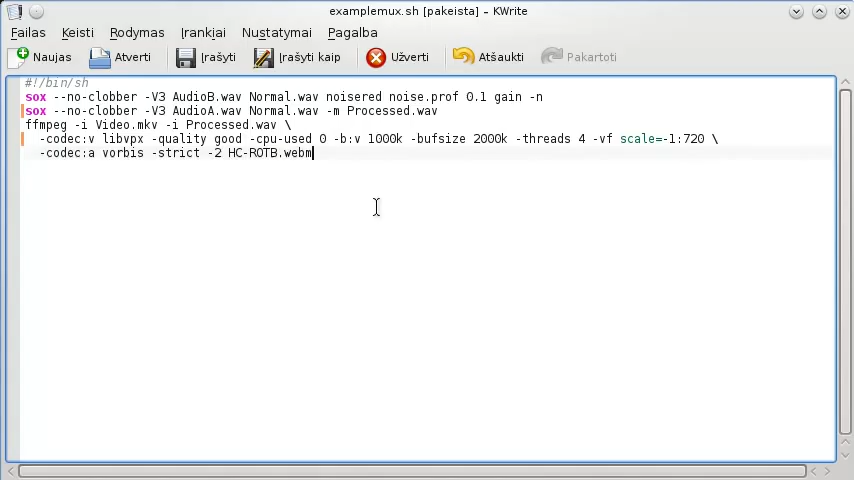 examplemux.sh [pakeista] – KWrite
Failas Keisti Rodymas Įrankiai Nustatymai Pagalba
Naujas Atverti Įrašyti Įrašyti kaip Užverti Atšaukti Pakartoti
#!/bin/sh
sox --no-clobber -V3 AudioB.wav Normal.wav noisered noise.prof 0.1 gain -n
sox --no-clobber -V3 AudioA.wav Normal.wav -m Processed.wav
ffmpeg -i Video.mkv -i Processed.wav \
-codec:v libvpx -quality good -cpu-used 0 -b:v 1000k -bufsize 2000k -threads 4 -vf scale=-1:720 \
-codec:a vorbis -strict -2 HC-ROTB.webm